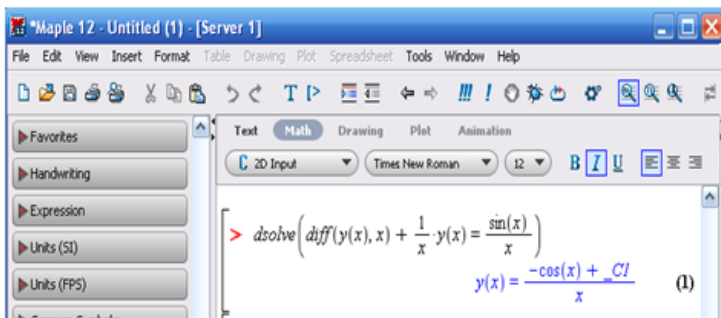 *Maple 12 - Untitled (1) - [Server 1]
File Edit View Insert Format Table Drawing Plot Spreadsheet Tools Window Help
Favorites
Handwriting
Expression
Units (SI)
Units (FPS)
Text Math Drawing Plot Animation
C 2D Input Times New Roman 12 B I U
> dsolve(diff(y(x), x) + 1/x · y(x) = sin(x)/x)
y(x) = (-cos(x) + _C1)/x (1)